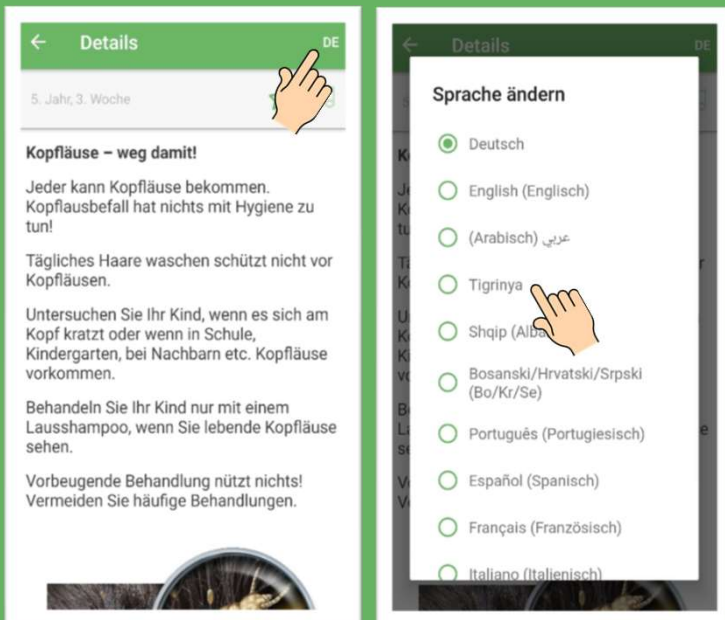 Details
DE
5. Jahr, 3. Woche
Kopfläuse – weg damit!
Jeder kann Kopfläuse bekommen.
Kopflausbefall hat nichts mit Hygiene zu
tun!
Tägliches Haare waschen schützt nicht vor
Kopfläusen.
Untersuchen Sie Ihr Kind, wenn es sich am
Kopf kratzt oder wenn in Schule,
Kindergarten, bei Nachbarn etc. Kopfläuse
vorkommen.
Behandeln Sie Ihr Kind nur mit einem
Lausshampoo, wenn Sie lebende Kopfläuse
sehen.
Vorbeugende Behandlung nützt nichts!
Vermeiden Sie häufige Behandlungen.
Details
DE
Sprache ändern
Deutsch
English (Englisch)
عربي (Arabisch)
Tigrinya
Shqip
Bosanski/Hrvatski/Srpski
(Bo/Kr/Se)
Português (Portugiesisch)
Español (Spanisch)
Français (Französisch)
Italiano (Italienisch)